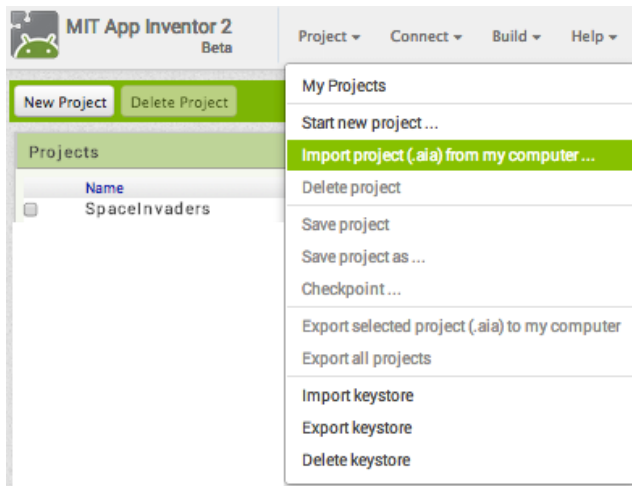 MIT App Inventor 2
Beta
Project Connect Build Help
New Project Delete Project
Projects
Name
SpaceInvaders
My Projects
Start new project ...
Import project (.aia) from my computer ...
Delete project
Save project
Save project as ...
Checkpoint ...
Export selected project (.aia) to my computer
Export all projects
Import keystore
Export keystore
Delete keystore